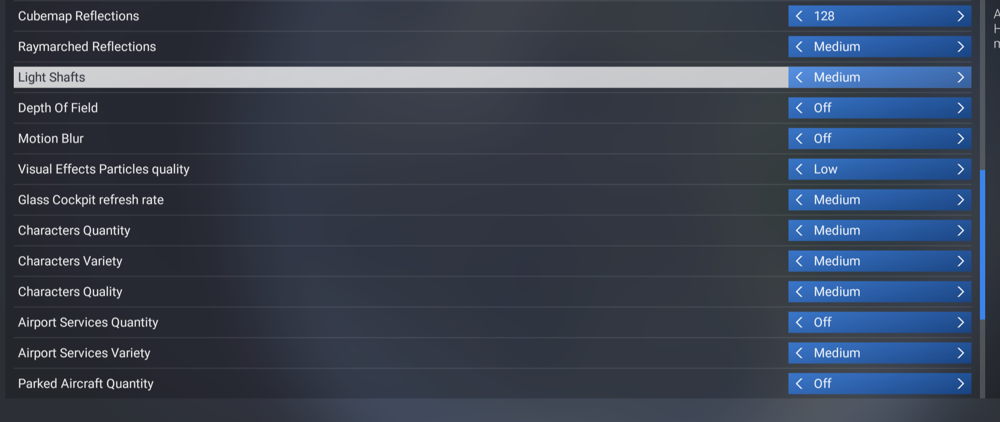 Cubemap Reflections 128
Raymarched Reflections Medium
Light Shafts Medium
Depth Of Field Off
Motion Blur Off
Visual Effects Particles quality Low
Glass Cockpit refresh rate Medium
Characters Quantity Medium
Characters Variety Medium
Characters Quality Medium
Airport Services Quantity Off
Airport Services Variety Medium
Parked Aircraft Quantity Off